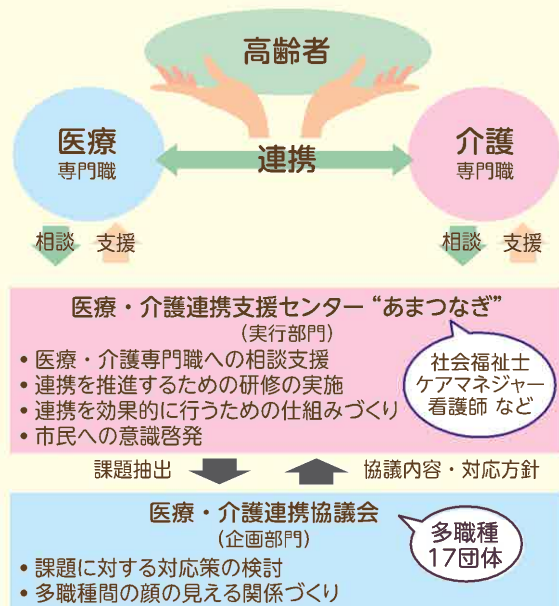 高齢者
医療
専門職
連携
介護
専門職
相談
支援
相談
支援
医療・介護連携支援センター “あまつなぎ”
(実行部門)
• 医療・介護専門職への相談支援
• 連携を推進するための研修の実施
• 連携を効果的に行うための仕組みづくり
• 市民への意識啓発
社会福祉士
ケアマネジャー
看護師 など
課題抽出
協議内容・対応方針
医療・介護連携協議会
(企画部門)
• 課題に対する対応策の検討
• 多職種間の顔の見える関係づくり
多職種
17団体